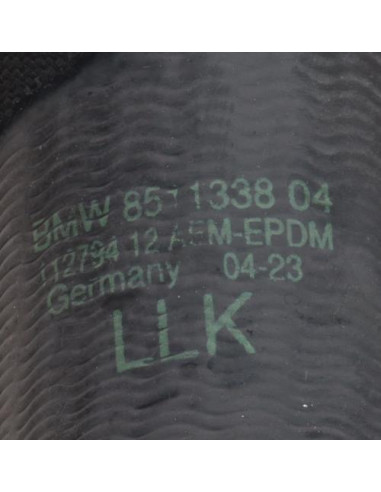 BMW 8511338 04
112794 12 AEM-EPDM
Germany 04-23
LLK